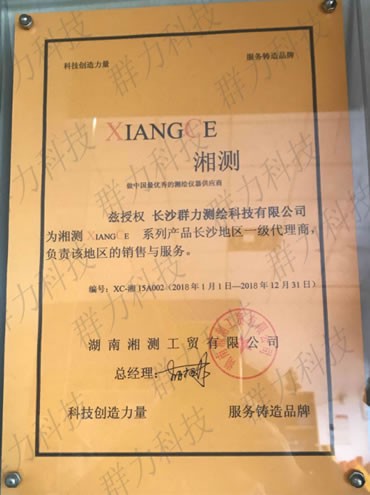 科技创造力量 服务铸造品牌
XIANGCE
湘测
做中国最优秀的测绘仪器供应商
兹授权 长沙群力测绘科技有限公司
为湘测 XIANGCE 系列产品长沙地区一级代理商，
负责该地区的销售与服务。
编号：XC-湘15A002（2018年1月1日—2018年12月31日）
湖南湘测工贸有限公司
总经理：
科技创造力量 服务铸造品牌
群力科技